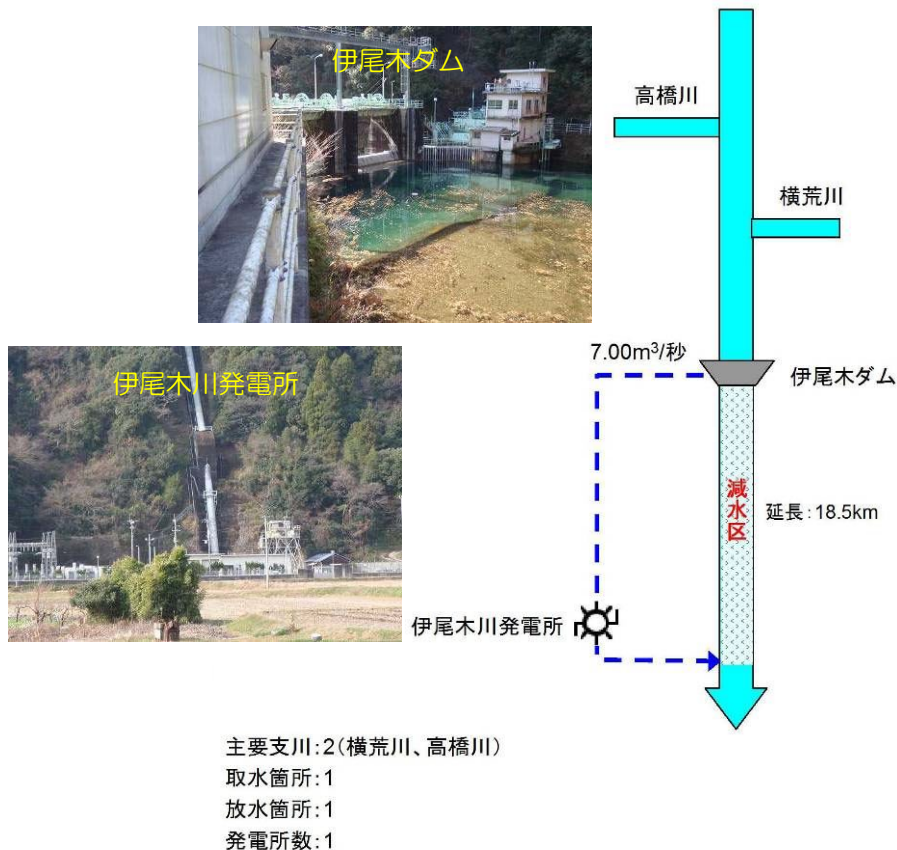 伊尾木ダム
高橋川
横荒川
7.00m³/秒
伊尾木ダム
伊尾木川発電所
減水区
延長:18.5km
伊尾木川発電所
主要支川:2(横荒川、高橋川)
取水箇所:1
放水箇所:1
発電所数:1